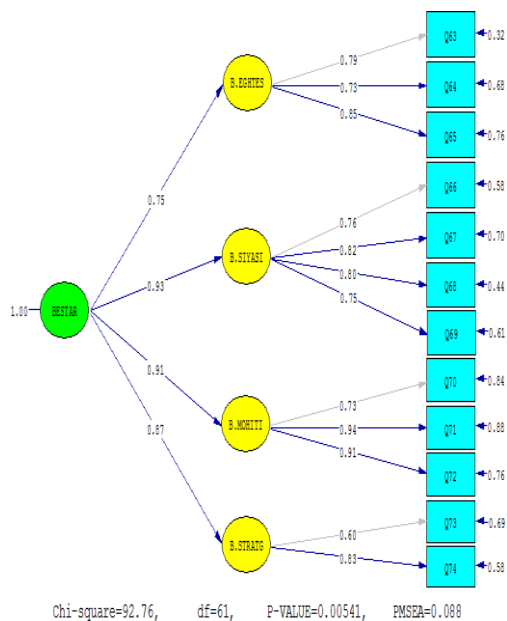 Q63
0.32
0.79
B.EGHTES
0.73
Q64
0.68
0.85
Q65
0.76
Q66
0.58
0.75
0.76
Q67
0.70
0.82
B.SIYASI
0.80
Q68
0.44
0.93
0.75
Q69
0.61
1.00
BESTAR
0.91
Q70
0.84
0.73
B.MOHITI
0.94
Q71
0.88
0.87
0.91
Q72
0.76
Q73
0.69
0.60
B.STRAIG
0.83
Q74
0.58
Chi-square=92.76, df=61, P-VALUE=0.00541, PMSEA=0.088